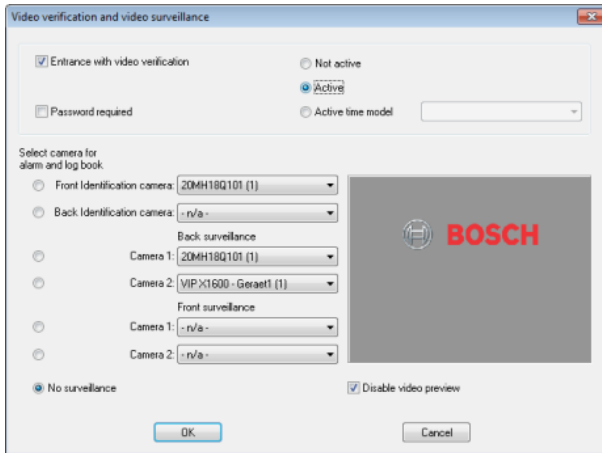 Video verification and video surveillance
Entrance with video verification
Not active
Active
Password required
Active time model
Select camera for
alarm and log book
Front Identification camera: 20MH18Q101 (1)
Back Identification camera: - n/a -
Back surveillance
Camera 1: 20MH18Q101 (1)
Camera 2: VIP X1600 - Geraet1 (1)
Front surveillance
Camera 1: - n/a -
Camera 2: - n/a -
BOSCH
No surveillance
Disable video preview
OK
Cancel